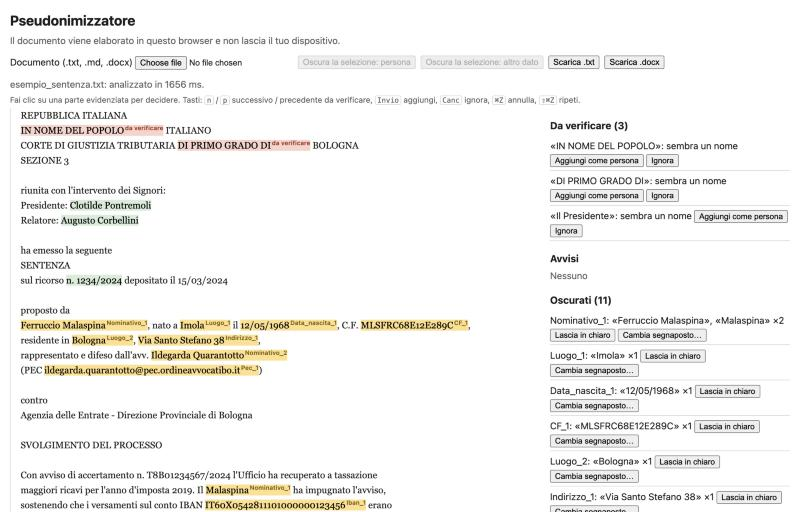 Pseudonimizzatore
Il documento viene elaborato in questo browser e non lascia il tuo dispositivo.
Documento (.txt, .md, .docx) Choose file No file chosen Oscura la selezione: persona Oscura la selezione: altro dato Scarica .txt Scarica .docx
esempio_sentenza.txt: analizzato in 1656 ms.
Fai clic su una parte evidenziata per decidere. Tasti: n / p successivo / precedente da verificare, Invio aggiungi, Canc ignora, ⌘Z annulla, ⇧⌘Z ripeti.
REPUBBLICA ITALIANA
IN NOME DEL POPOLO da verificare ITALIANO
CORTE DI GIUSTIZIA TRIBUTARIA DI PRIMO GRADO DI da verificare BOLOGNA
SEZIONE 3
riunita con l'intervento dei Signori:
Presidente: Clotilde Pontremoli
Relatore: Augusto Corbellini
ha emesso la seguente
SENTENZA
sul ricorso n. 1234/2024 depositato il 15/03/2024
proposto da
Ferruccio Malaspina Nominativo_1, nato a Imola Luogo_1 il 12/05/1968 Data_nascita_1, C.F. MLSFRC68E12E289C CF_1,
residente in Bologna Luogo_2, Via Santo Stefano 38 Indirizzo_1,
rappresentato e difeso dall'avv. Ildegarda Quarantotto Nominativo_2
(PEC ildegarda.quarantotto@pec.ordineavvocatibo.it Pec_1)
contro
Agenzia delle Entrate - Direzione Provinciale di Bologna
SVOLGIMENTO DEL PROCESSO
Con avviso di accertamento n. T8B01234567/2024 l'Ufficio ha recuperato a tassazione
maggiori ricavi per l'anno d'imposta 2019. Il Malaspina Nominativo_1 ha impugnato l'avviso,
sostenendo che i versamenti sul conto IBAN IT60X0542811101000000123456 Iban_1 erano
Da verificare (3)
«IN NOME DEL POPOLO»: sembra un nome
Aggiungi come persona Ignora
«DI PRIMO GRADO DI»: sembra un nome
Aggiungi come persona Ignora
«Il Presidente»: sembra un nome Aggiungi come persona
Ignora
Avvisi
Nessuno
Oscurati (11)
Nominativo_1: «Ferruccio Malaspina», «Malaspina» ×2
Lascia in chiaro Cambia segnaposto…
Luogo_1: «Imola» ×1 Lascia in chiaro
Cambia segnaposto…
Data_nascita_1: «12/05/1968» ×1 Lascia in chiaro
Cambia segnaposto…
CF_1: «MLSFRC68E12E289C» ×1 Lascia in chiaro
Cambia segnaposto…
Luogo_2: «Bologna» ×1 Lascia in chiaro
Cambia segnaposto…
Indirizzo_1: «Via Santo Stefano 38» ×1 Lascia in chiaro
Cambia segnaposto…